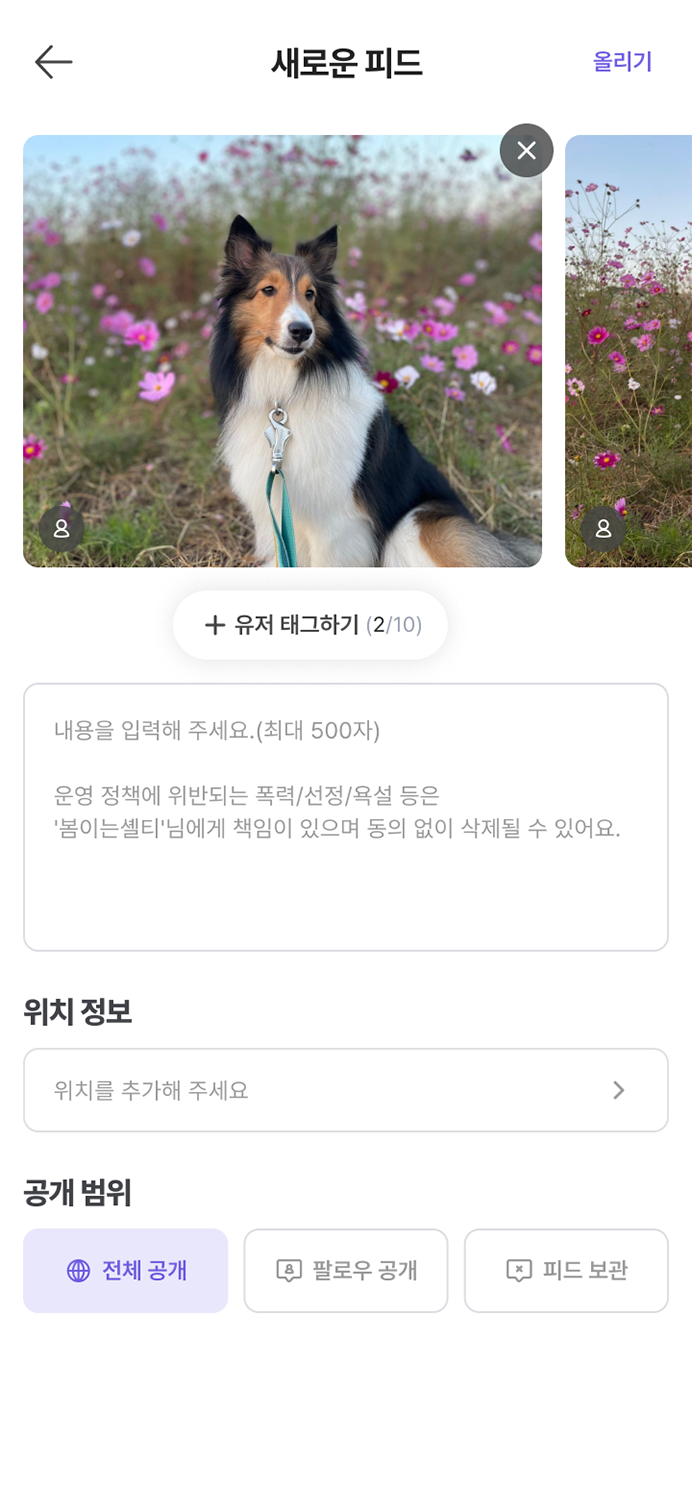 새로운 피드
올리기
유저 태그하기 (2/10)
내용을 입력해 주세요.(최대 500자)
운영 정책에 위반되는 폭력/선정/욕설 등은
'봄이는셸티'님에게 책임이 있으며 동의 없이 삭제될 수 있어요.
위치 정보
위치를 추가해 주세요
공개 범위
전체 공개
팔로우 공개
피드 보관